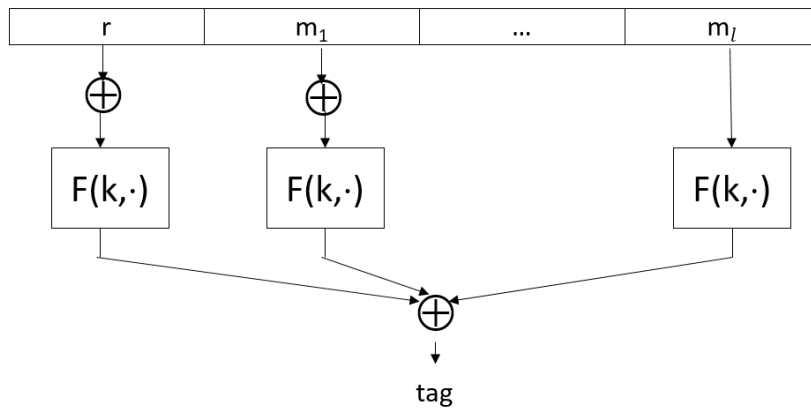 r m₁ ... mₗ
F(k,·) F(k,·) F(k,·)
tag